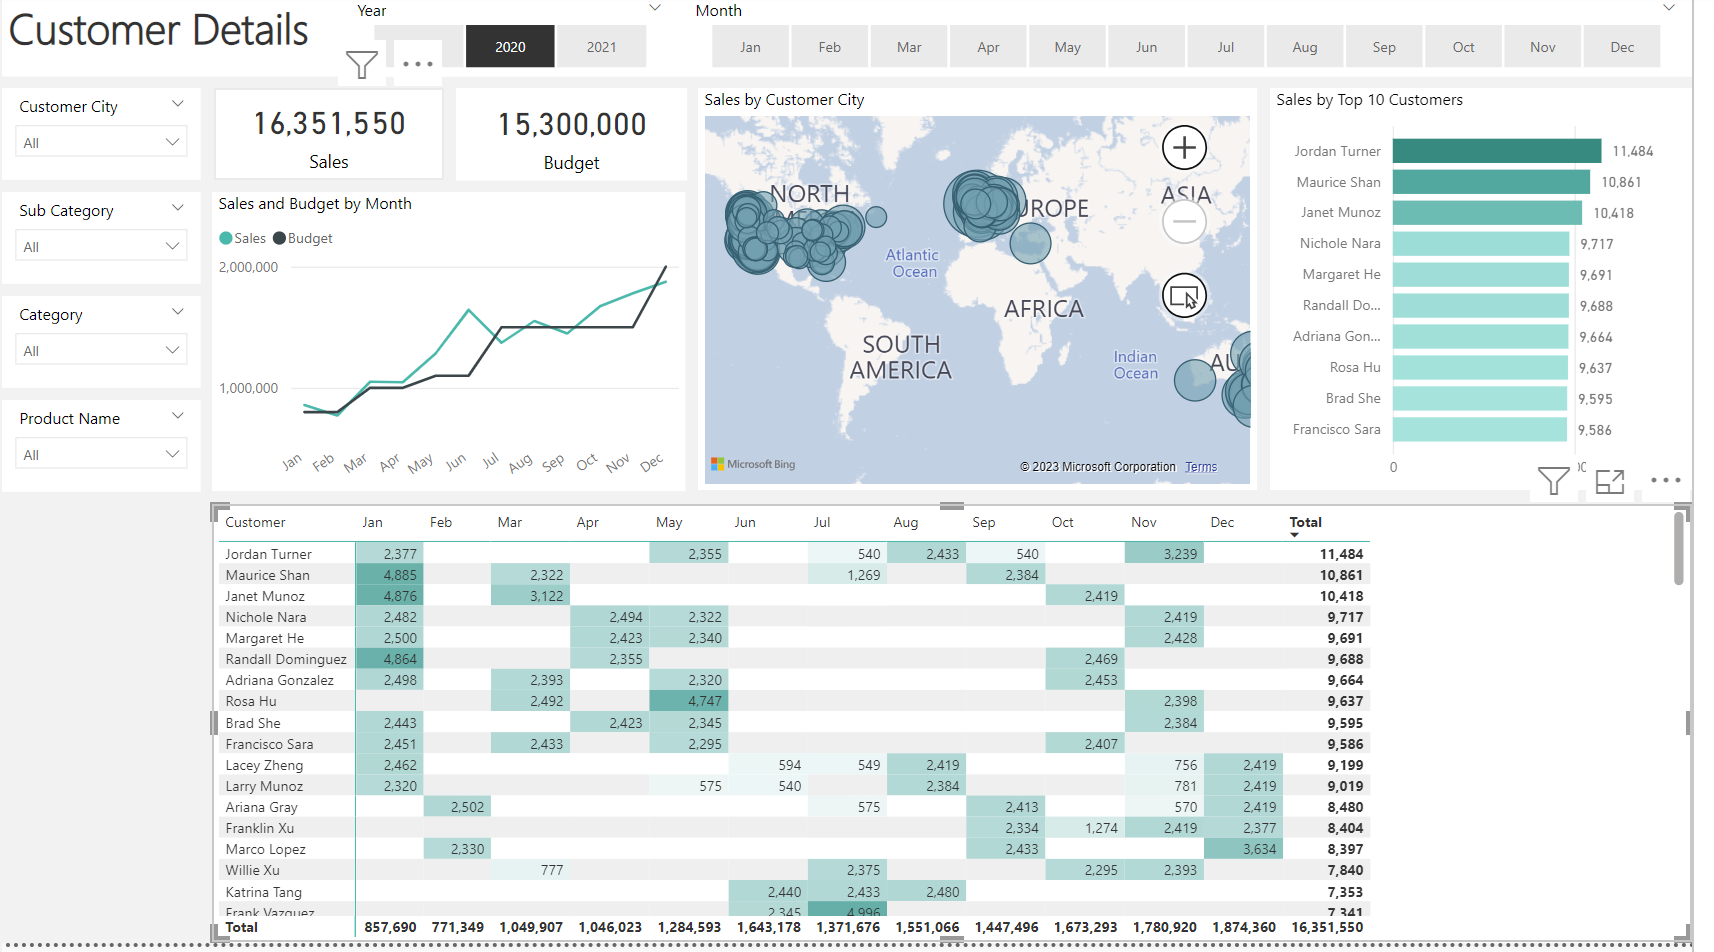 Customer Details
Year
2020
2021
Month
Jan Feb Mar Apr May Jun Jul Aug Sep Oct Nov Dec
Customer City
All
Sub Category
All
Category
All
Product Name
All
16,351,550
Sales
15,300,000
Budget
Sales and Budget by Month
Sales Budget
2,000,000
1,000,000
Jan Feb Mar Apr May Jun Jul Aug Sep Oct Nov Dec
Sales by Customer City
NORTH
ASIA
UROPE
Atlantic
Ocean
AFRICA
SOUTH
AMERICA
Indian
Ocean
AU
Microsoft Bing
© 2023 Microsoft Corporation Terms
Sales by Top 10 Customers
Jordan Turner 11,484
Maurice Shan 10,861
Janet Munoz 10,418
Nichole Nara 9,717
Margaret He 9,691
Randall Do... 9,688
Adriana Gon... 9,664
Rosa Hu 9,637
Brad She 9,595
Francisco Sara 9,586
0
Customer Jan Feb Mar Apr May Jun Jul Aug Sep Oct Nov Dec Total
Jordan Turner 2,377 2,355 540 2,433 540 3,239 11,484
Maurice Shan 4,885 2,322 1,269 2,384 10,861
Janet Munoz 4,876 3,122 2,419 10,418
Nichole Nara 2,482 2,494 2,322 2,419 9,717
Margaret He 2,500 2,423 2,340 2,428 9,691
Randall Dominguez 4,864 2,355 2,469 9,688
Adriana Gonzalez 2,498 2,393 2,320 2,453 9,664
Rosa Hu 2,492 4,747 2,398 9,637
Brad She 2,443 2,423 2,345 2,384 9,595
Francisco Sara 2,451 2,433 2,295 2,407 9,586
Lacey Zheng 2,462 594 549 2,419 756 2,419 9,199
Larry Munoz 2,320 575 540 2,384 781 2,419 9,019
Ariana Gray 2,502 575 2,413 570 2,419 8,480
Franklin Xu 2,334 1,274 2,419 2,377 8,404
Marco Lopez 2,330 2,433 3,634 8,397
Willie Xu 777 2,375 2,295 2,393 7,840
Katrina Tang 2,440 2,433 2,480 7,353
Frank Vazquez 2,345 4,996 7,341
Total 857,690 771,349 1,049,907 1,046,023 1,284,593 1,643,178 1,371,676 1,551,066 1,447,496 1,673,293 1,780,920 1,874,360 16,351,550